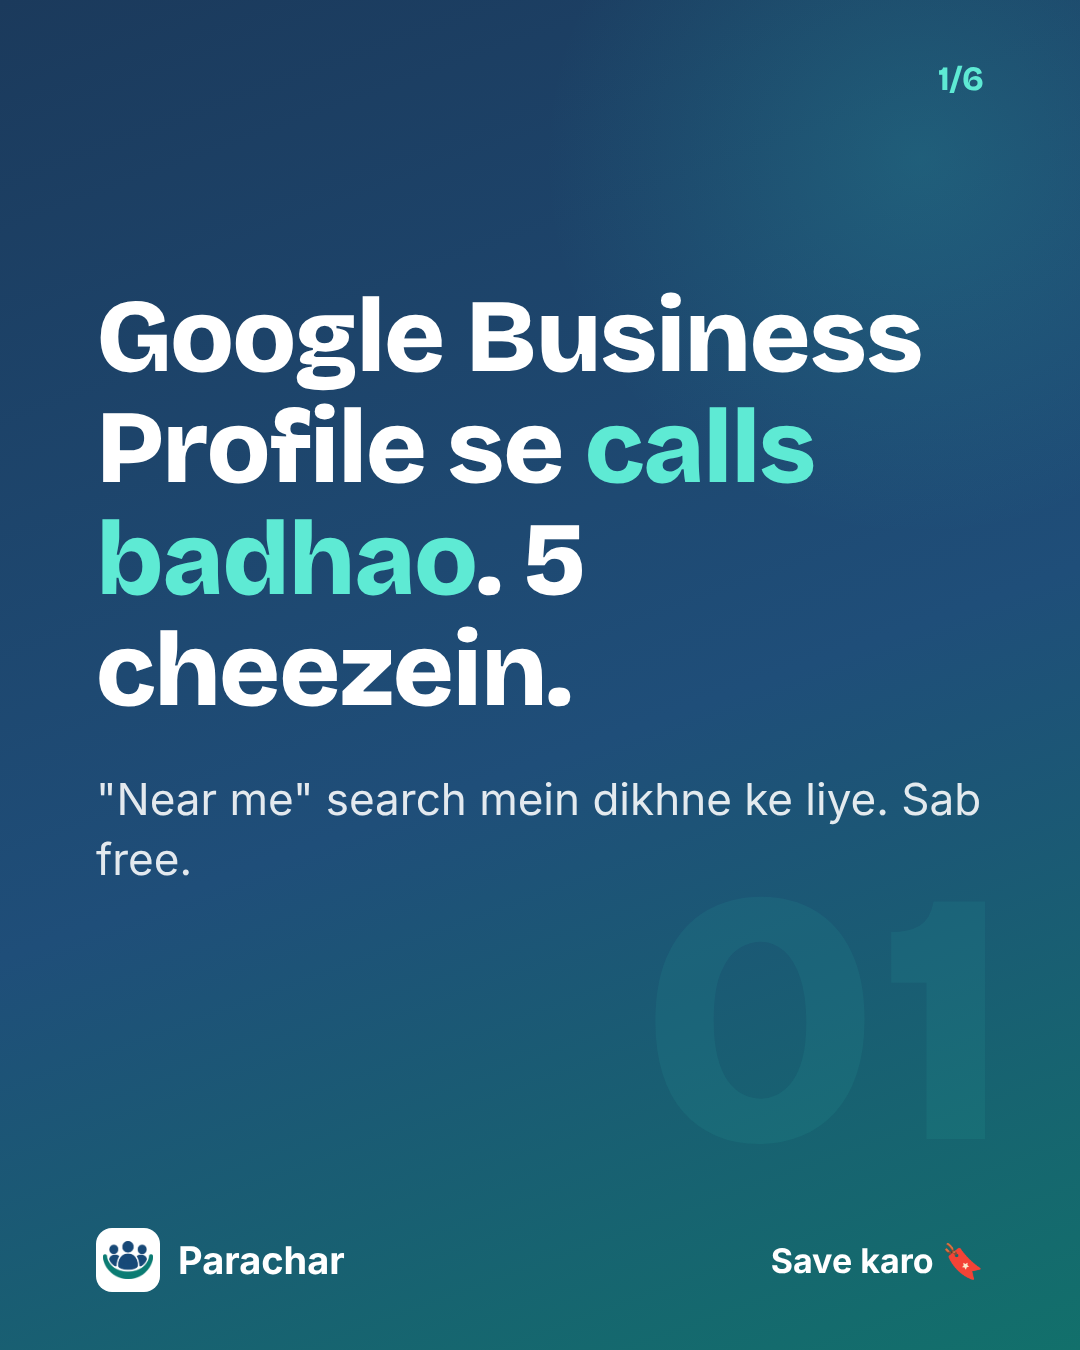 1/6
Google Business
Profile se calls
badhao. 5
cheezein.
"Near me" search mein dikhne ke liye. Sab
free.
01
Parachar
Save karo 🔖